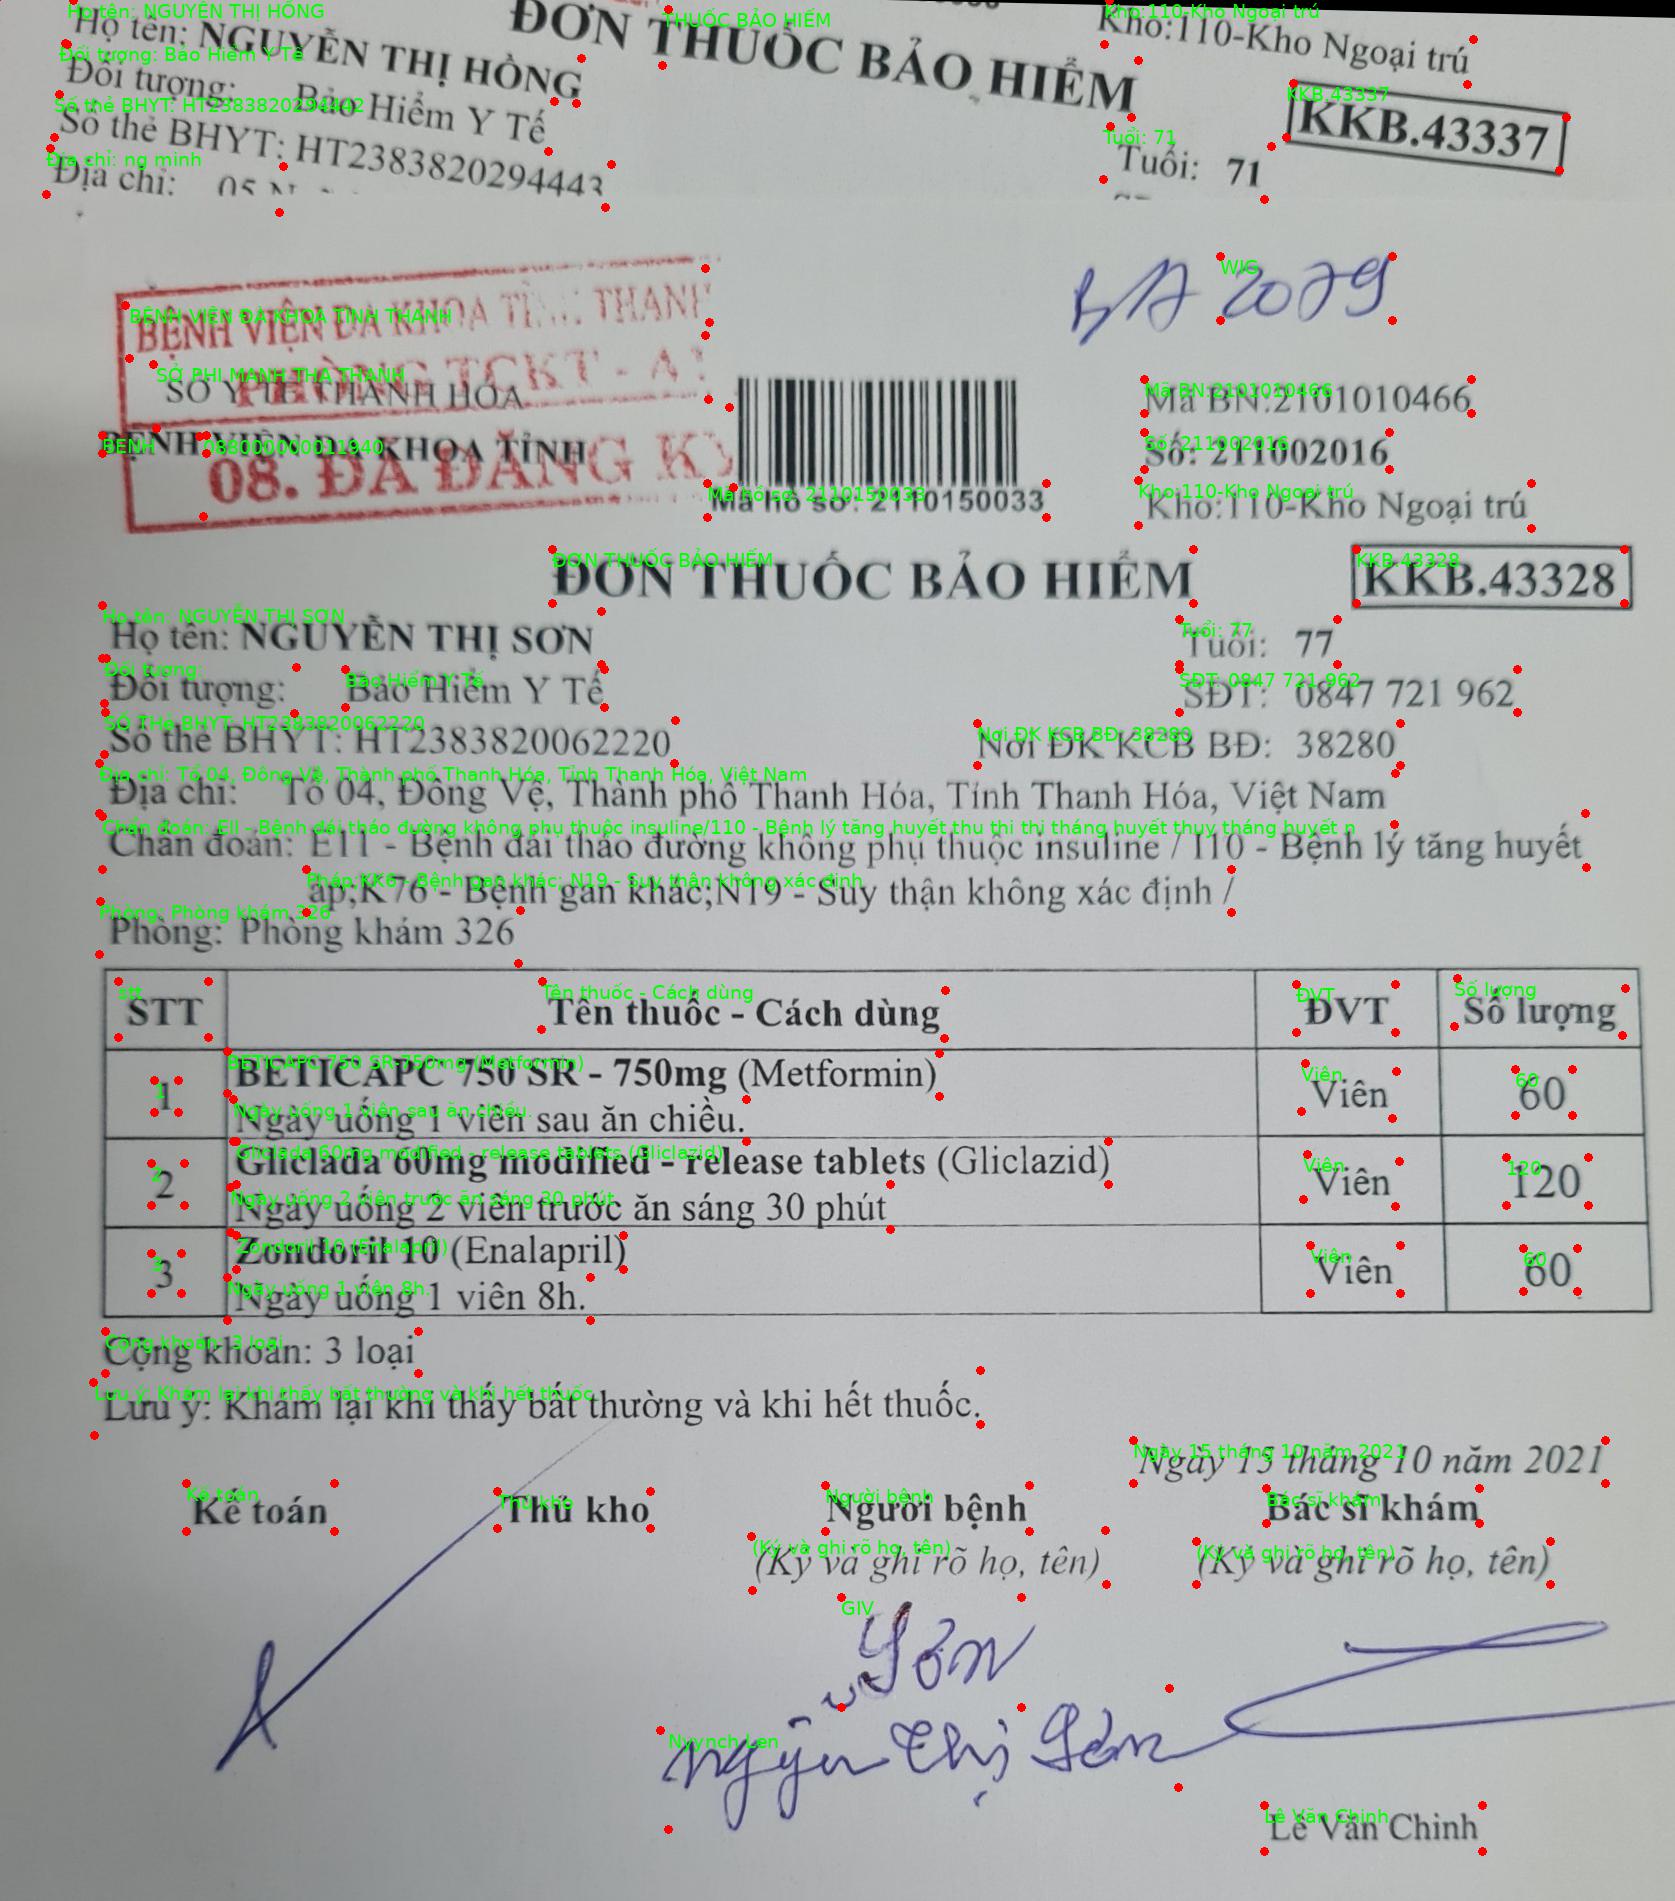 ĐƠN THUỐC BẢO HIỂM
Kho:110-Kho Ngoại trú
Họ tên: NGUYỄN THỊ HỒNG
Đối tượng: Bảo Hiểm Y Tế
KKB.43337
Số thẻ BHYT: HT2383820294443
Tuổi: 71
Địa chỉ: 05
BA 2079
BỆNH VIỆN ĐA KHOA TỈNH THANH
PHÒNG TCKT - A
SỞ Y TẾ THANH HÓA
BỆNH VIỆN ĐA KHOA TỈNH
08. ĐA ĐĂNG K
Mã hồ sơ: 2110150033
Mã BN:2101010466
Số: 211002016
Kho:110-Kho Ngoại trú
ĐƠN THUỐC BẢO HIỂM
KKB.43328
Họ tên: NGUYỄN THỊ SƠN Tuổi: 77
Đối tượng: Bảo Hiểm Y Tế SĐT: 0847 721 962
Số thẻ BHYT: HT2383820062220 Nơi ĐK KCB BĐ: 38280
Địa chỉ: Tổ 04, Đông Vệ, Thành phố Thanh Hóa, Tỉnh Thanh Hóa, Việt Nam
Chẩn đoán: E11 - Bệnh đái tháo đường không phụ thuộc insuline / I10 - Bệnh lý tăng huyết
áp;K76 - Bệnh gan khác;N19 - Suy thận không xác định /
Phòng: Phòng khám 326
STT Tên thuốc - Cách dùng ĐVT Số lượng
1 BETICAPC 750 SR - 750mg (Metformin) Viên 60
Ngày uống 1 viên sau ăn chiều.
2 Gliclada 60mg modified - release tablets (Gliclazid) Viên 120
Ngày uống 2 viên trước ăn sáng 30 phút
3 Zondoril 10 (Enalapril) Viên 60
Ngày uống 1 viên 8h.
Cộng khoản: 3 loại
Lưu ý: Khám lại khi thấy bất thường và khi hết thuốc.
Ngày 15 tháng 10 năm 2021
Kế toán Thủ kho Người bệnh Bác sĩ khám
(Ký và ghi rõ họ, tên) (Ký và ghi rõ họ, tên)
Sơn
Nguyễn Thị Sơn
Lê Văn Chinh